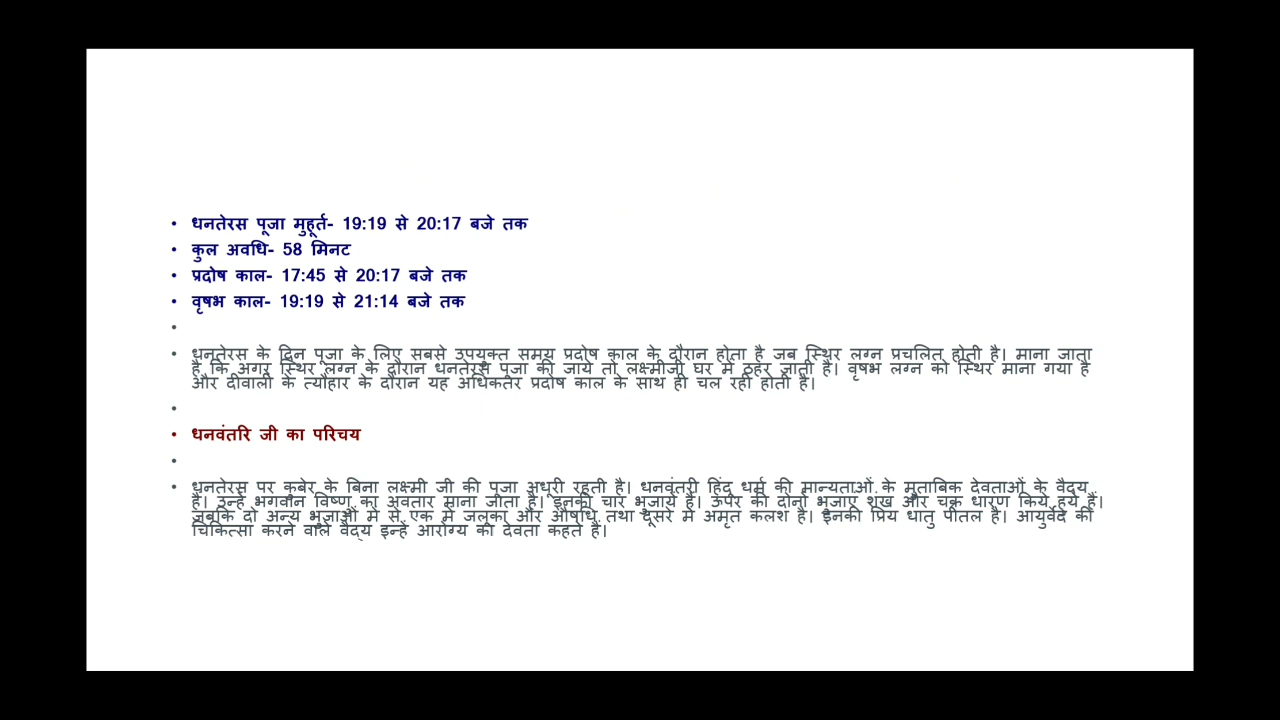 • धनतेरस पूजा मुहूर्त- 19:19 से 20:17 बजे तक
• कुल अवधि- 58 मिनट
• प्रदोष काल- 17:45 से 20:17 बजे तक
• वृषभ काल- 19:19 से 21:14 बजे तक
•
• धनतेरस के दिन पूजा के लिए सबसे उपयुक्त समय प्रदोष काल के दौरान होता है जब स्थिर लग्न प्रचलित होती है। माना जाता
है कि अगर स्थिर लग्न के दौरान धनतेरस पूजा की जाये तो लक्ष्मीजी घर में ठहर जाती है। वृषभ लग्न को स्थिर माना गया है
और दीवाली के त्यौहार के दौरान यह अधिकतर प्रदोष काल के साथ ही चल रही होती है।
•
• धनवंतरि जी का परिचय
•
• धनतेरस पर कुबेर के बिना लक्ष्मी जी की पूजा अधूरी रहती है। धनवंतरी हिंदू धर्म की मान्यताओं के मुताबिक देवताओं के वैद्य
हैं। उन्हें भगवान विष्णु का अवतार माना जाता है। इनकी चार भुजायें हैं। ऊपर की दोनों भुजाएं शंख और चक्र धारण किये हुये हैं।
जबकि दो अन्य भुजाओं में से एक में जलूका और औषधि तथा दूसरे में अमृत कलश है। इनकी प्रिय धातु पीतल है। आयुर्वेद की
चिकित्सा करने वाले वैद्य इन्हें आरोग्य का देवता कहते हैं।